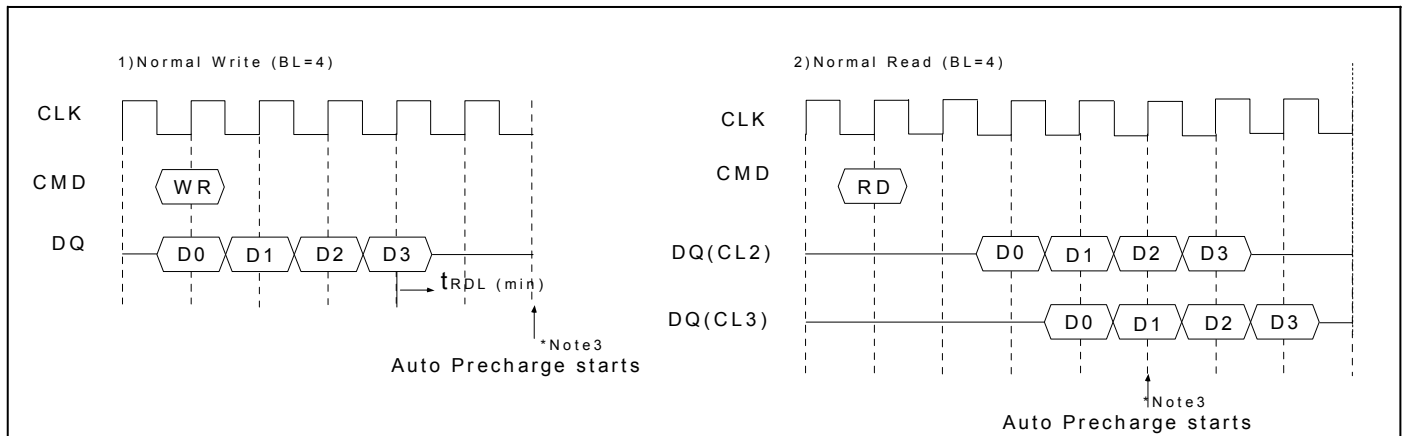 1)Normal Write (BL=4)
CLK
CMD
WR
DQ
D0 D1 D2 D3
tRDL (min)
*Note3
Auto Precharge starts
2)Normal Read (BL=4)
CLK
CMD
RD
DQ(CL2)
D0 D1 D2 D3
DQ(CL3)
D0 D1 D2 D3
*Note3
Auto Precharge starts